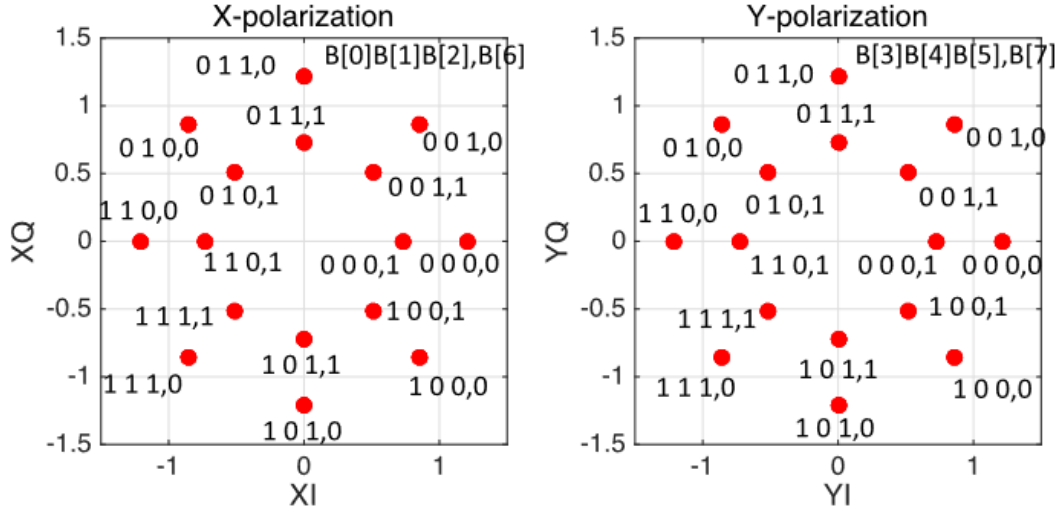 X-polarization
1.5
1
0.5
0
-0.5
-1
-1.5
XQ
B[0]B[1]B[2],B[6]
0 1 1,0
0 1 1,1
0 1 0,0
0 0 1,0
0 1 0,1
0 0 1,1
1 1 0,0
1 1 0,1
0 0 0,1
0 0 0,0
1 1 1,1
1 0 0,1
1 0 1,1
1 1 1,0
1 0 0,0
1 0 1,0
-1
0
1
XI
Y-polarization
1.5
1
0.5
0
-0.5
-1
-1.5
YQ
B[3]B[4]B[5],B[7]
0 1 1,0
0 1 1,1
0 1 0,0
0 0 1,0
0 1 0,1
0 0 1,1
1 1 0,0
1 1 0,1
0 0 0,1
0 0 0,0
1 1 1,1
1 0 0,1
1 0 1,1
1 1 1,0
1 0 0,0
1 0 1,0
-1
0
1
YI